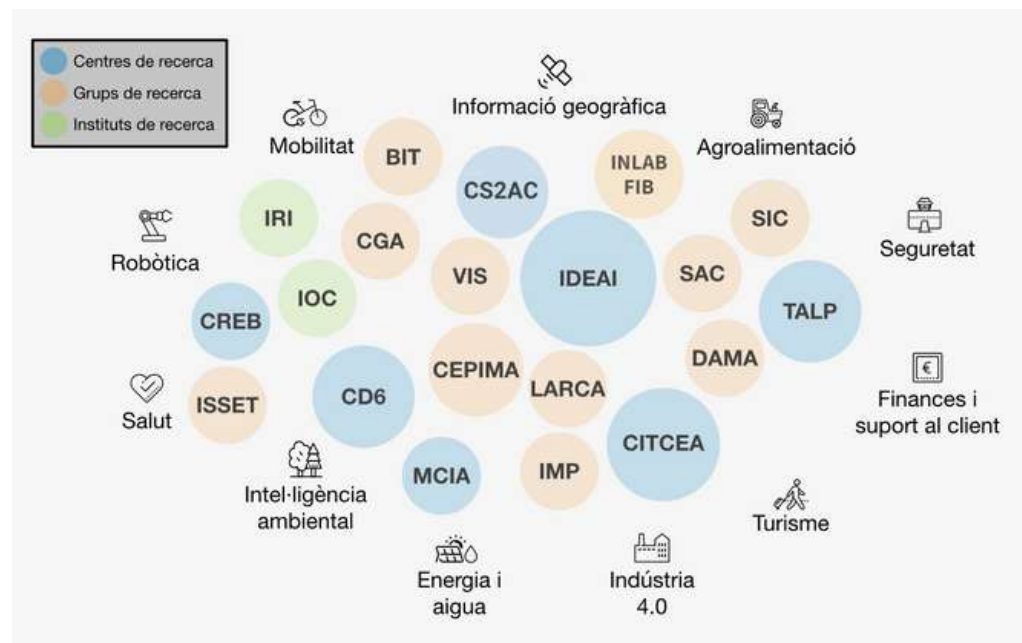 Centres de recerca
Grups de recerca
Instituts de recerca
Informació geogràfica
Mobilitat
Agroalimentació
BIT
INLAB
FIB
CS2AC
IRI
SIC
CGA
Seguretat
Robòtica
VIS
IDEAI
SAC
IOC
TALP
CREB
DAMA
CEPIMA
LARCA
CD6
ISSET
Salut
Finances i
suport al client
CITCEA
IMP
MCIA
Intel·ligència
ambiental
Turisme
Energia i
aigua
Indústria
4.0
€